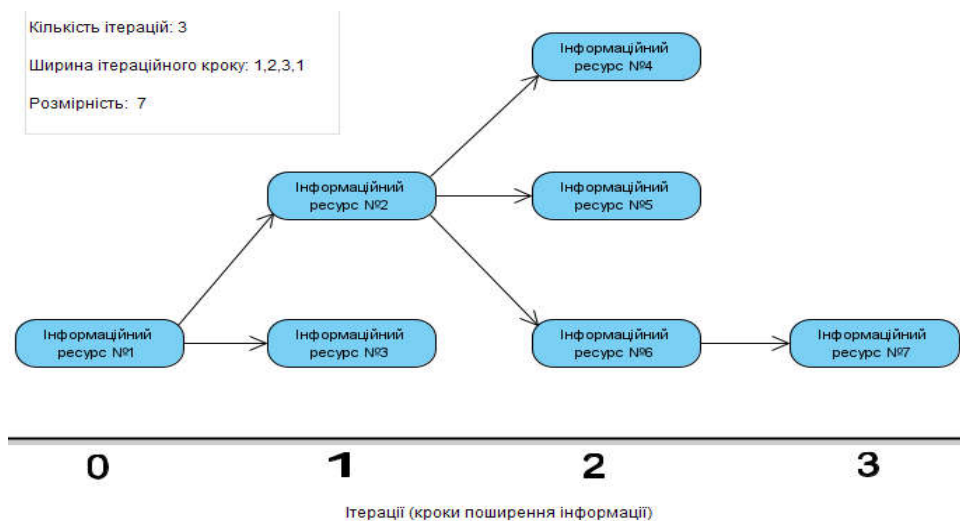 Кількість ітерацій: 3
Ширина ітераційного кроку: 1,2,3,1
Розмірність: 7
Інформаційний
ресурс №4
Інформаційний
ресурс №2
Інформаційний
ресурс №5
Інформаційний
ресурс №1
Інформаційний
ресурс №3
Інформаційний
ресурс №6
Інформаційний
ресурс №7
0 1 2 3
Ітерації (кроки поширення інформації)